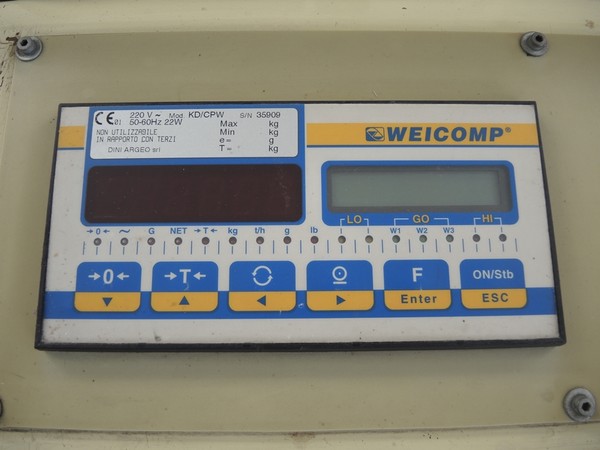 CE 01 220 V ~ Mod. KD/CPW S/N 35909
50-60Hz 22W Max kg
NON UTILIZZABILE Min kg
IN RAPPORTO CON TERZI e= g
DINI ARGEO srl T= kg
WEICOMP®
LO GO HI
→0← ~ G NET →T← kg t/h g lb W1 W2 W3
→0← →T← F ON/Stb
Enter ESC